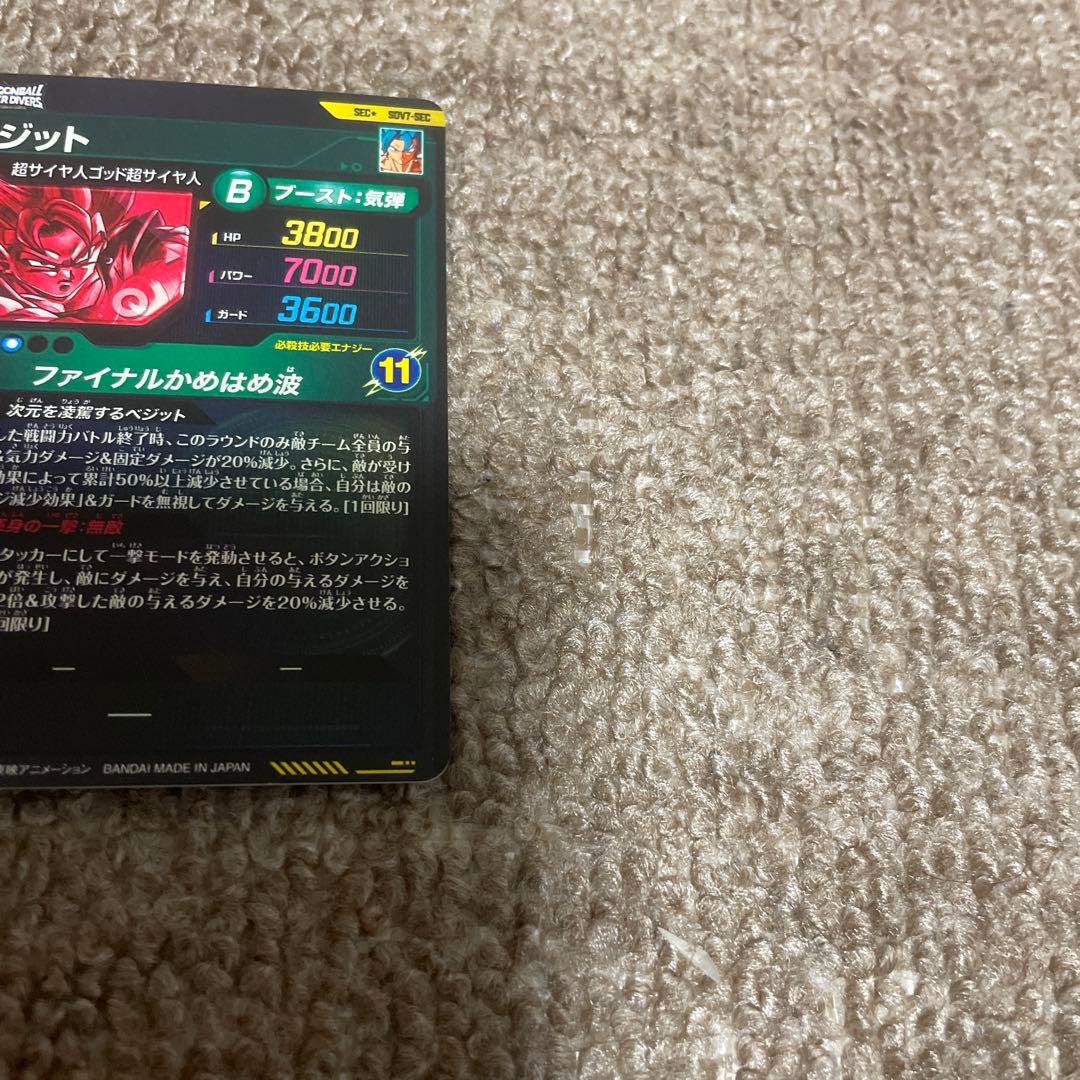 SEC★ SDV7-SEC
ジット
超サイヤ人ゴッド超サイヤ人
B ブースト:気弾
HP 3800
パワー 7000
ガード 3600
必殺技必要エナジー
ファイナルかめはめ波 11
次元を凌駕するベジット
した戦闘力バトル終了時、このラウンドのみ敵チーム全員の与
&気力ダメージ&固定ダメージが20%減少。さらに、敵が受け
効果によって累計50%以上減少させている場合、自分は敵の
ジ減少効果」&ガードを無視してダメージを与える。[1回限り]
身の一撃:無敵
タッカーにして一撃モードを発動させると、ボタンアクショ
が発生し、敵にダメージを与え、自分の与えるダメージを
2倍&攻撃した敵の与えるダメージを20%減少させる。
回限り]
映アニメーション BANDAI MADE IN JAPAN